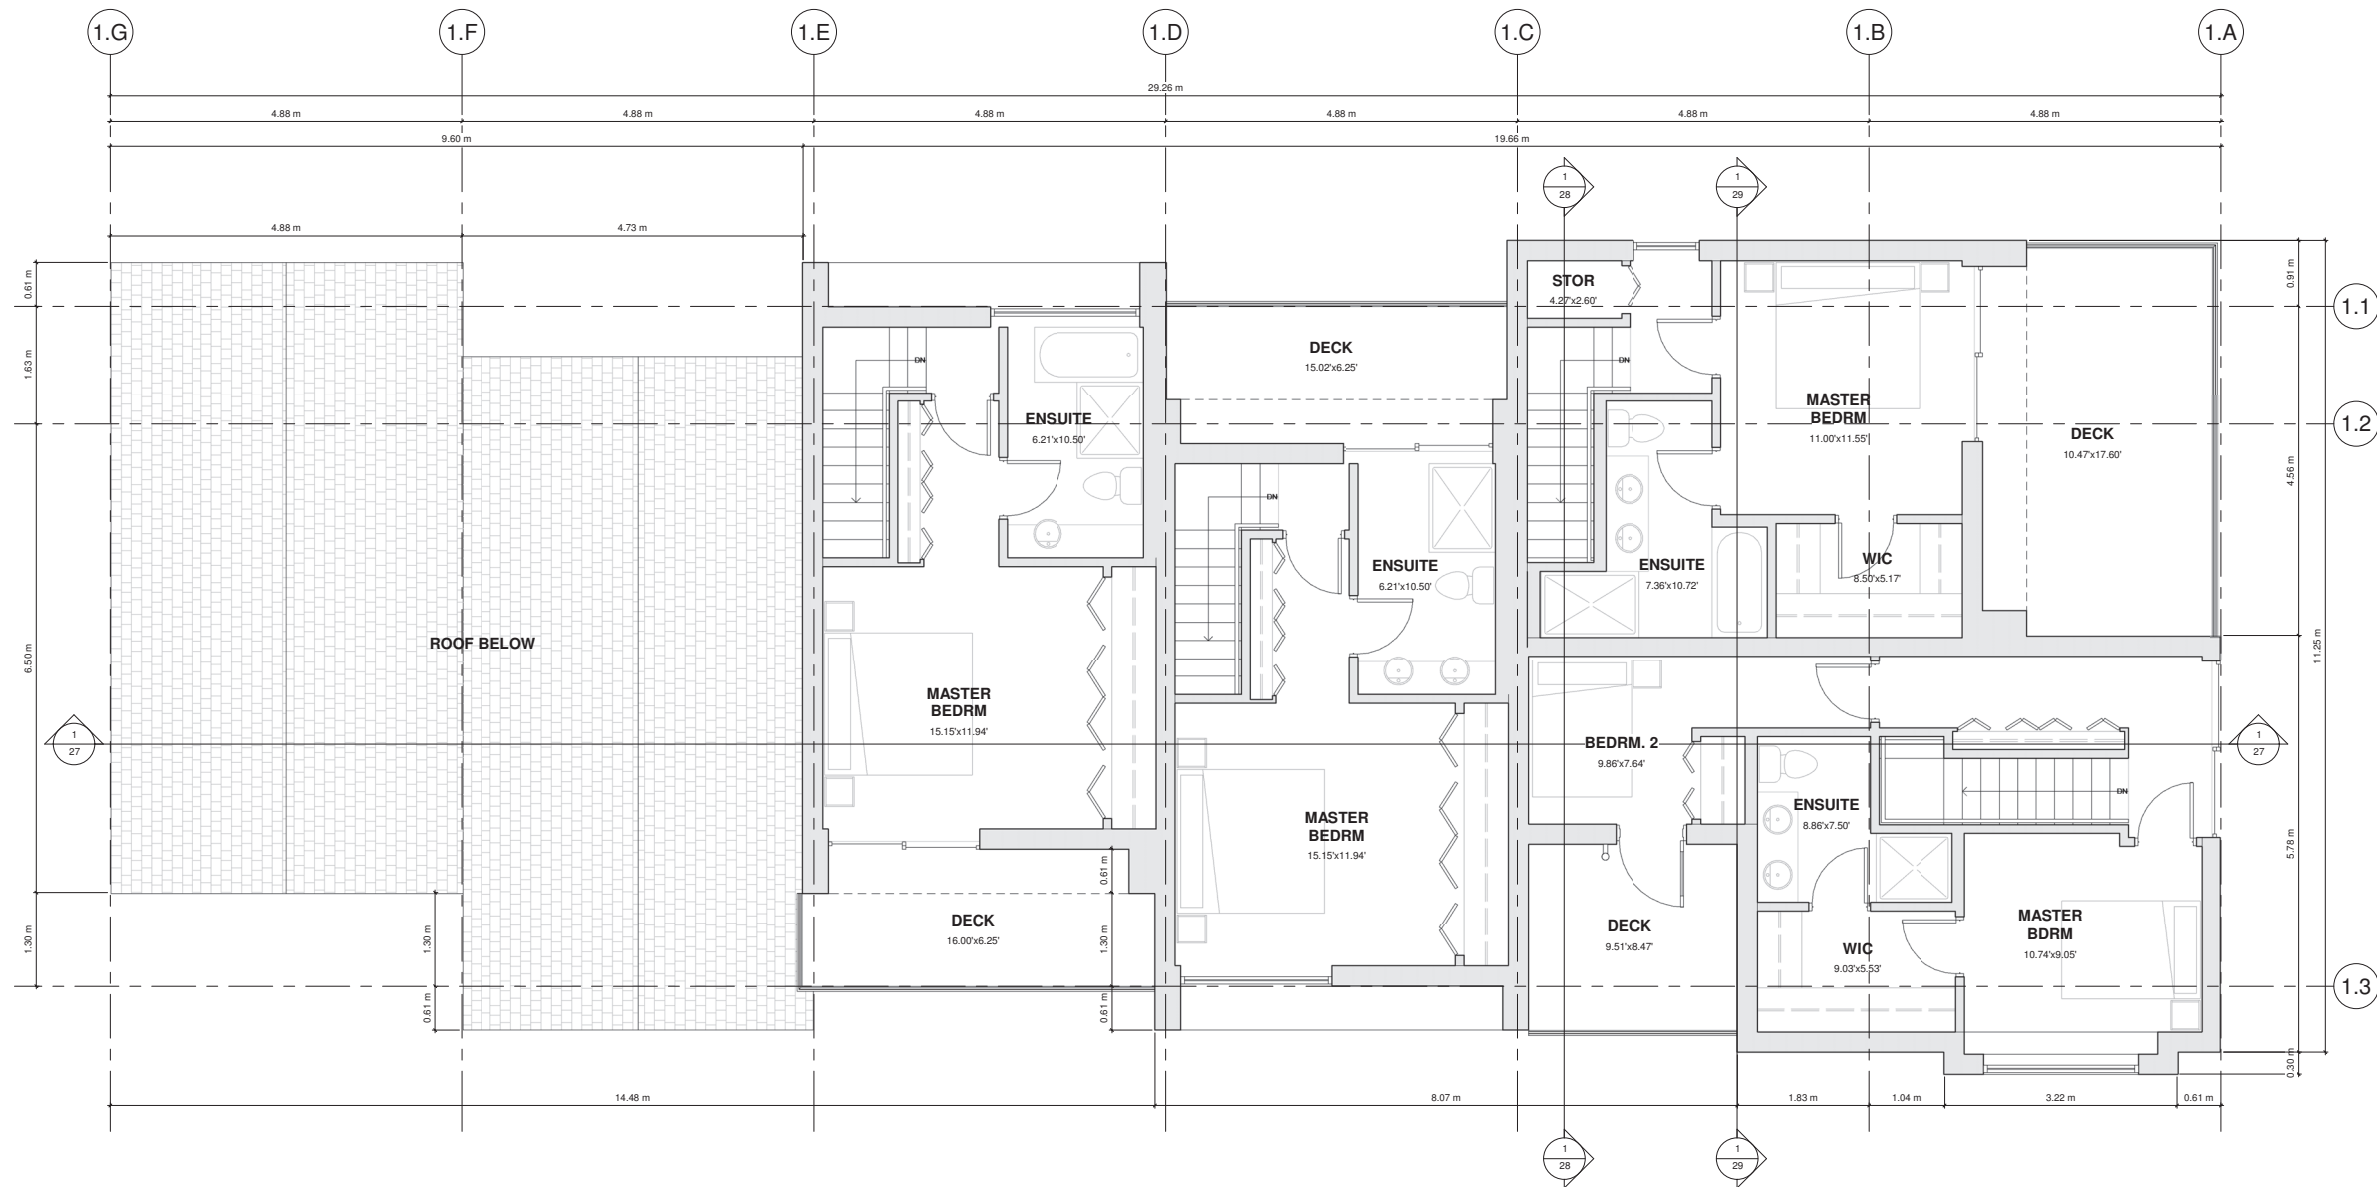 1.G
1.F
1.E
1.D
1.C
1.B
1.A
29.26 m
4.88 m
4.88 m
4.88 m
4.88 m
4.88 m
4.88 m
9.60 m
19.66 m
1
28
1
29
4.88 m
4.73 m
0.61 m
1.63 m
6.50 m
1.30 m
0.91 m
4.56 m
11.25 m
5.78 m
0.30 m
1.1
1.2
1.3
STOR
4.27'x2.60'
DN
DN
DECK
15.02'x6.25'
ENSUITE
6.21'x10.50'
MASTER
BEDRM
11.00'x11.55'
DECK
10.47'x17.60'
DN
ENSUITE
6.21'x10.50'
ENSUITE
7.36'x10.72'
WIC
8.50'x5.17'
ROOF BELOW
MASTER
BEDRM
15.15'x11.94'
1
27
BEDRM. 2
9.86'x7.64'
1
27
DN
ENSUITE
8.86'x7.50'
MASTER
BEDRM
15.15'x11.94'
0.61 m
1.30 m
0.61 m
1.30 m
0.61 m
DECK
16.00'x6.25'
DECK
9.51'x8.47'
WIC
9.03'x5.53'
MASTER
BDRM
10.74'x9.05'
14.48 m
8.07 m
1.83 m
1.04 m
3.22 m
0.61 m
1
28
1
29